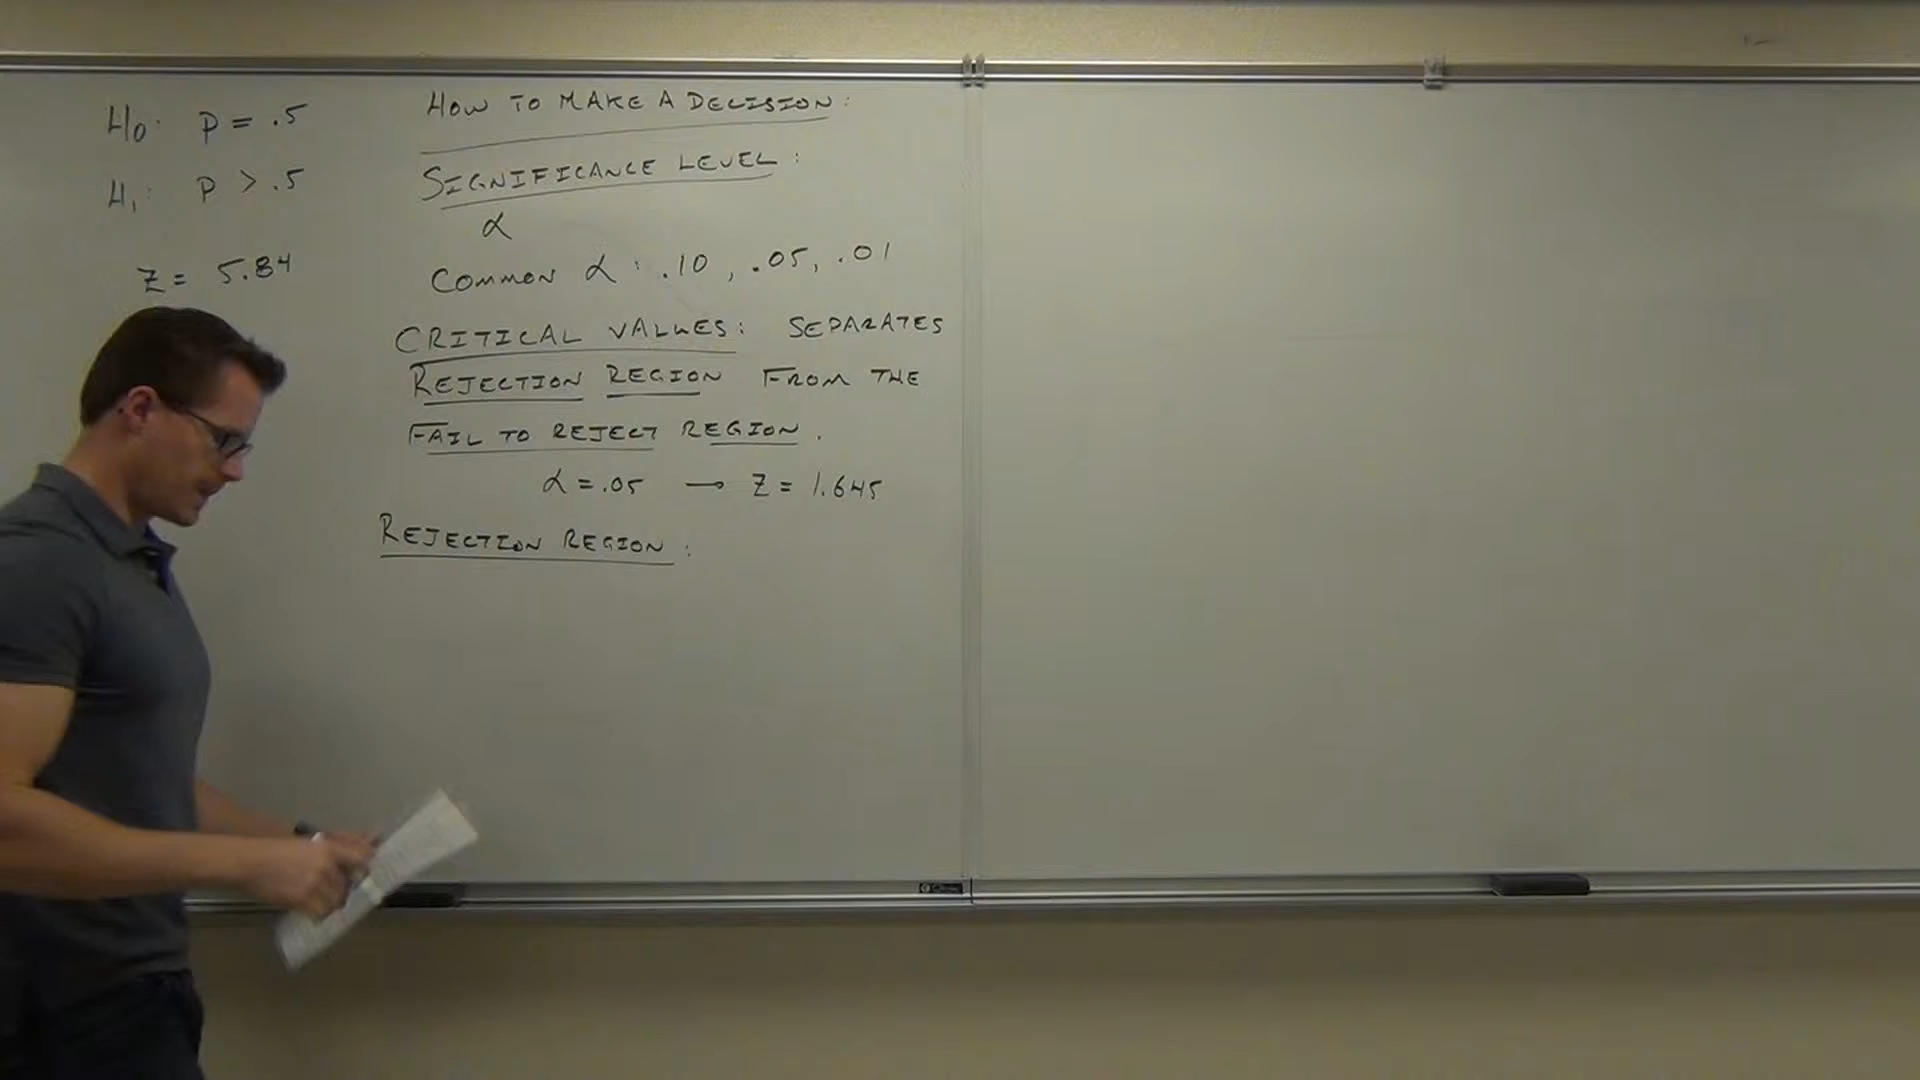 H0: P = .5
H1: P > .5
Z = 5.84
HOW TO MAKE A DECISION:
SIGNIFICANCE LEVEL:
α
COMMON α: .10, .05, .01
CRITICAL VALUES: SEPARATES
REJECTION REGION FROM THE
FAIL TO REJECT REGION.
α = .05 → Z = 1.645
REJECTION REGION: